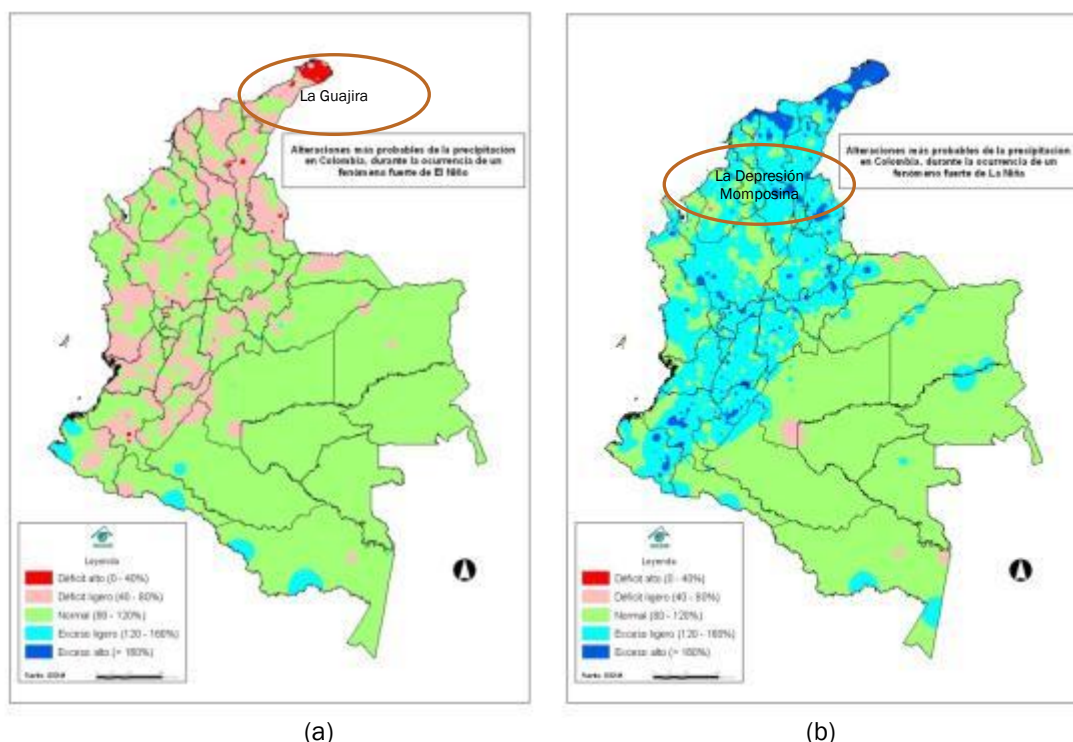 La Guajira
Alteraciones más probables de la precipitación
en Colombia, durante la ocurrencia de un
fenómeno fuerte de El Niño
Leyenda
Déficit alto (0 - 40%)
Déficit ligero (40 - 80%)
Normal (80 - 120%)
Exceso ligero (120 - 160%)
Exceso alto (> 160%)
Fuente: IDEAM
(a)
La Depresión
Momposina
Alteraciones más probables de la precipitación
en Colombia, durante la ocurrencia de un
fenómeno fuerte de La Niña
Leyenda
Déficit alto (0 - 40%)
Déficit ligero (40 - 80%)
Normal (80 - 120%)
Exceso ligero (120 - 160%)
Exceso alto (> 160%)
Fuente: IDEAM
(b)